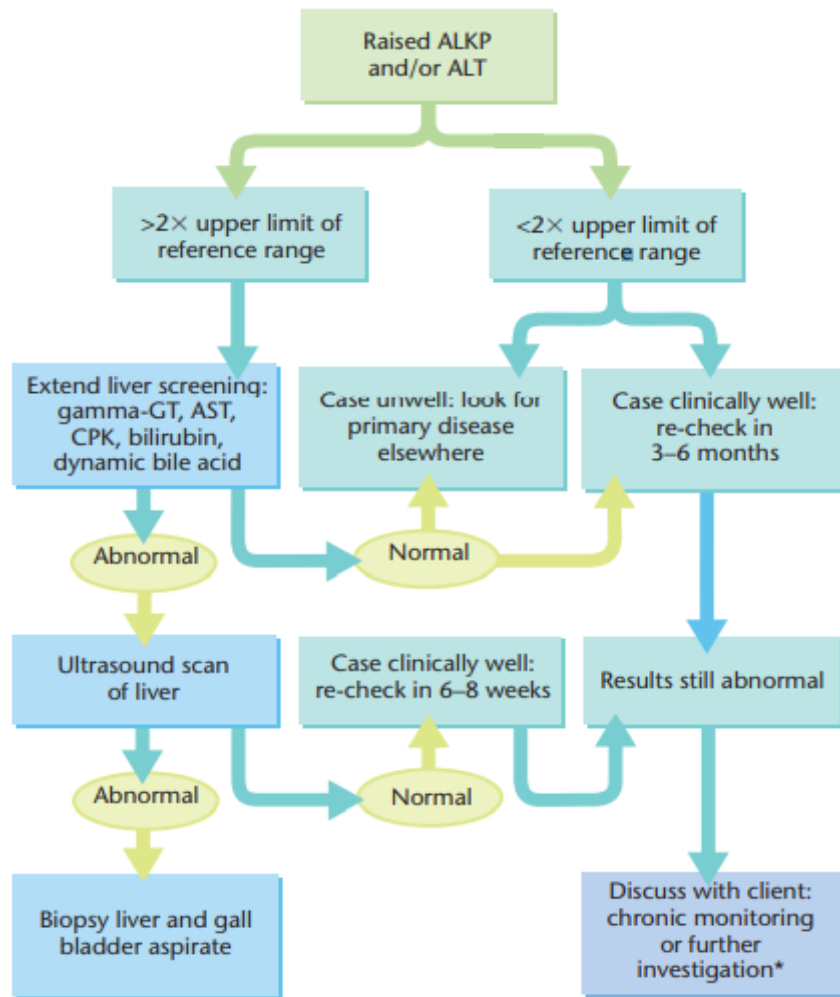 Raised ALKP
and/or ALT
>2× upper limit of
reference range
<2× upper limit of
reference range
Extend liver screening:
gamma-GT, AST,
CPK, bilirubin,
dynamic bile acid
Case unwell: look for
primary disease
elsewhere
Case clinically well:
re-check in
3–6 months
Abnormal
Normal
Ultrasound scan
of liver
Case clinically well:
re-check in 6–8 weeks
Results still abnormal
Abnormal
Normal
Biopsy liver and gall
bladder aspirate
Discuss with client:
chronic monitoring
or further
investigation*